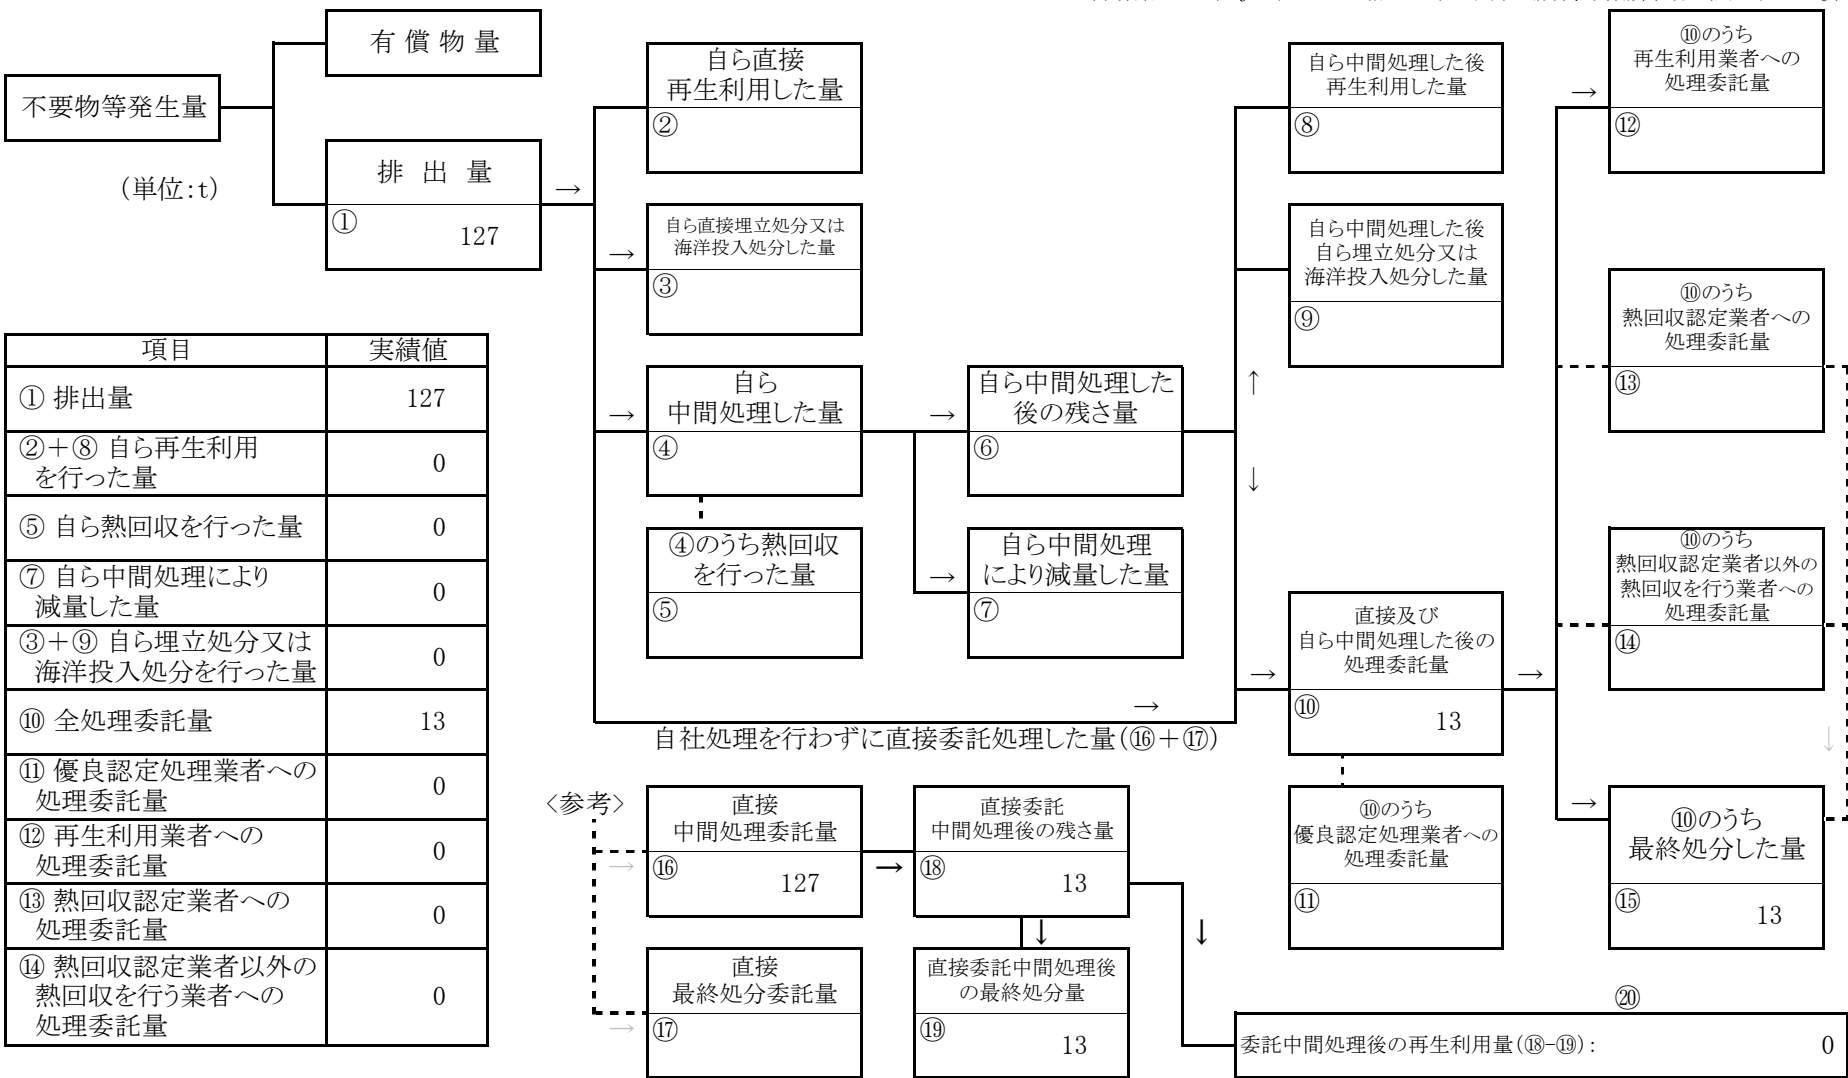 有 償 物 量
不要物等発生量
(単位:t)
排 出 量
①
127
→
自ら直接
再生利用した量
②
→
自ら直接埋立処分又は
海洋投入処分した量
③
→
自ら
中間処理した量
④
④のうち熱回収
を行った量
⑤
→
自ら中間処理した
後の残さ量
⑥
→
自ら中間処理
により減量した量
⑦
自ら中間処理した後
再生利用した量
⑧
自ら中間処理した後
自ら埋立処分又は
海洋投入処分した量
⑨
↑
↓
→
直接及び
自ら中間処理した後の
処理委託量
⑩
13
→
⑩のうち
優良認定処理業者への
処理委託量
⑪
→
⑩のうち
再生利用業者への
処理委託量
⑫
⑩のうち
熱回収認定業者への
処理委託量
⑬
⑩のうち
熱回収認定業者以外の
熱回収を行う業者への
処理委託量
⑭
↓
→
⑩のうち
最終処分した量
⑮
13
→
自社処理を行わずに直接委託処理した量(⑯＋⑰)
〈参考〉
→
直接
中間処理委託量
⑯
127
→
直接委託
中間処理後の残さ量
⑱
13
↓
↓
→
直接
最終処分委託量
⑰
直接委託中間処理後
の最終処分量
⑲
13
⑳
委託中間処理後の再生利用量(⑱-⑲):
0
項目 実績値
① 排出量 127
②＋⑧ 自ら再生利用
を行った量 0
⑤ 自ら熱回収を行った量 0
⑦ 自ら中間処理により
減量した量 0
③＋⑨ 自ら埋立処分又は
海洋投入処分を行った量 0
⑩ 全処理委託量 13
⑪ 優良認定処理業者への
処理委託量 0
⑫ 再生利用業者への
処理委託量 0
⑬ 熱回収認定業者への
処理委託量 0
⑭ 熱回収認定業者以外の
熱回収を行う業者への
処理委託量 0